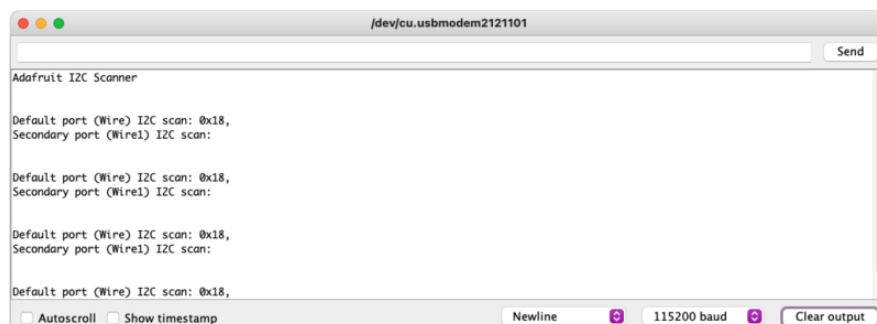 /dev/cu.usbmodem2121101
Send
Adafruit I2C Scanner
Default port (Wire) I2C scan: 0x18,
Secondary port (Wire1) I2C scan:
Default port (Wire) I2C scan: 0x18,
Secondary port (Wire1) I2C scan:
Default port (Wire) I2C scan: 0x18,
Secondary port (Wire1) I2C scan:
Default port (Wire) I2C scan: 0x18,
Autoscroll Show timestamp Newline 115200 baud Clear output